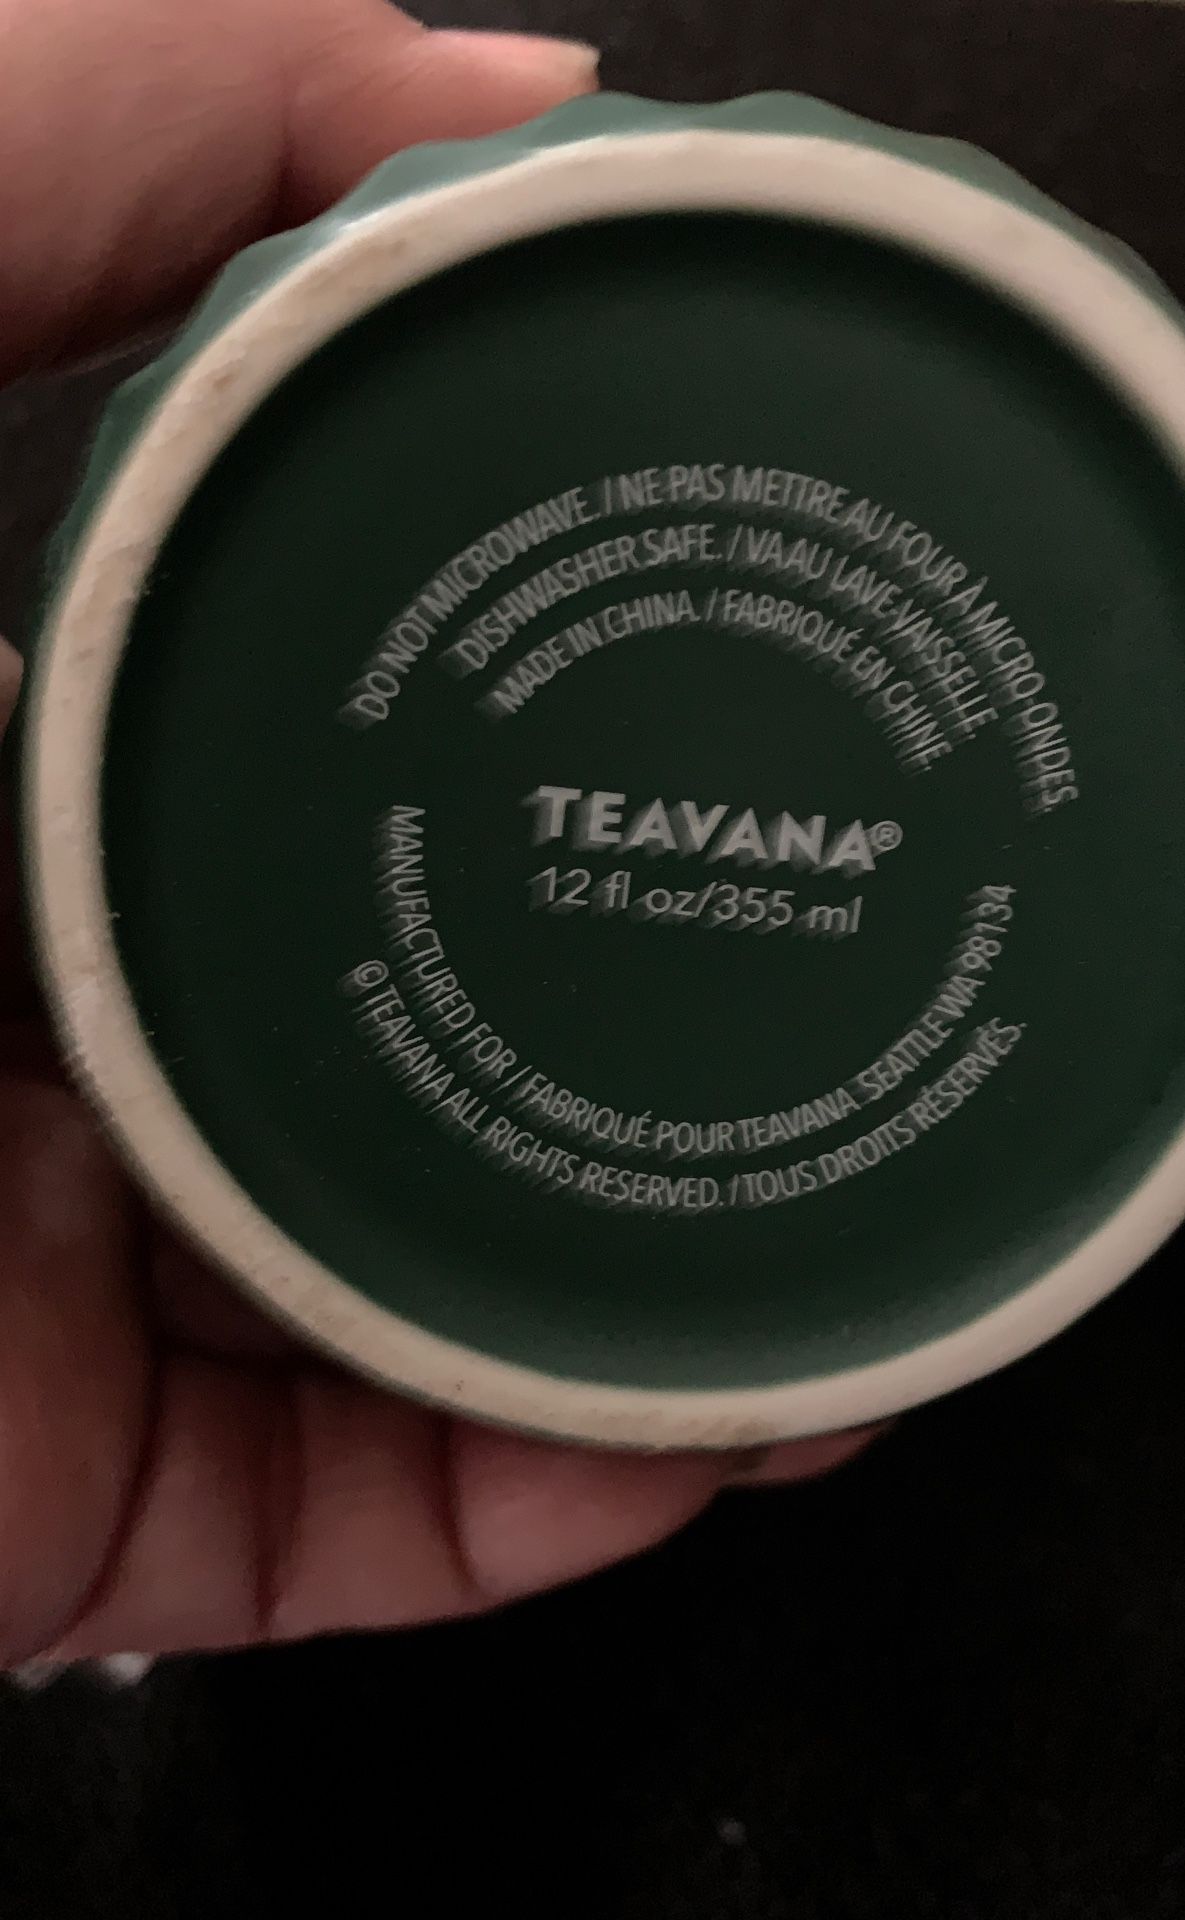 DO NOT MICROWAVE. / NE PAS METTRE AU FOUR À MICRO-ONDES.
DISHWASHER SAFE. / VA AU LAVE-VAISSELLE.
MADE IN CHINA. / FABRIQUÉ EN CHINE.
TEAVANA®
12 fl oz/355 ml
MANUFACTURED FOR / FABRIQUÉ POUR TEAVANA SEATTLE WA 98134
© TEAVANA ALL RIGHTS RESERVED. / TOUS DROITS RÉSERVÉS.